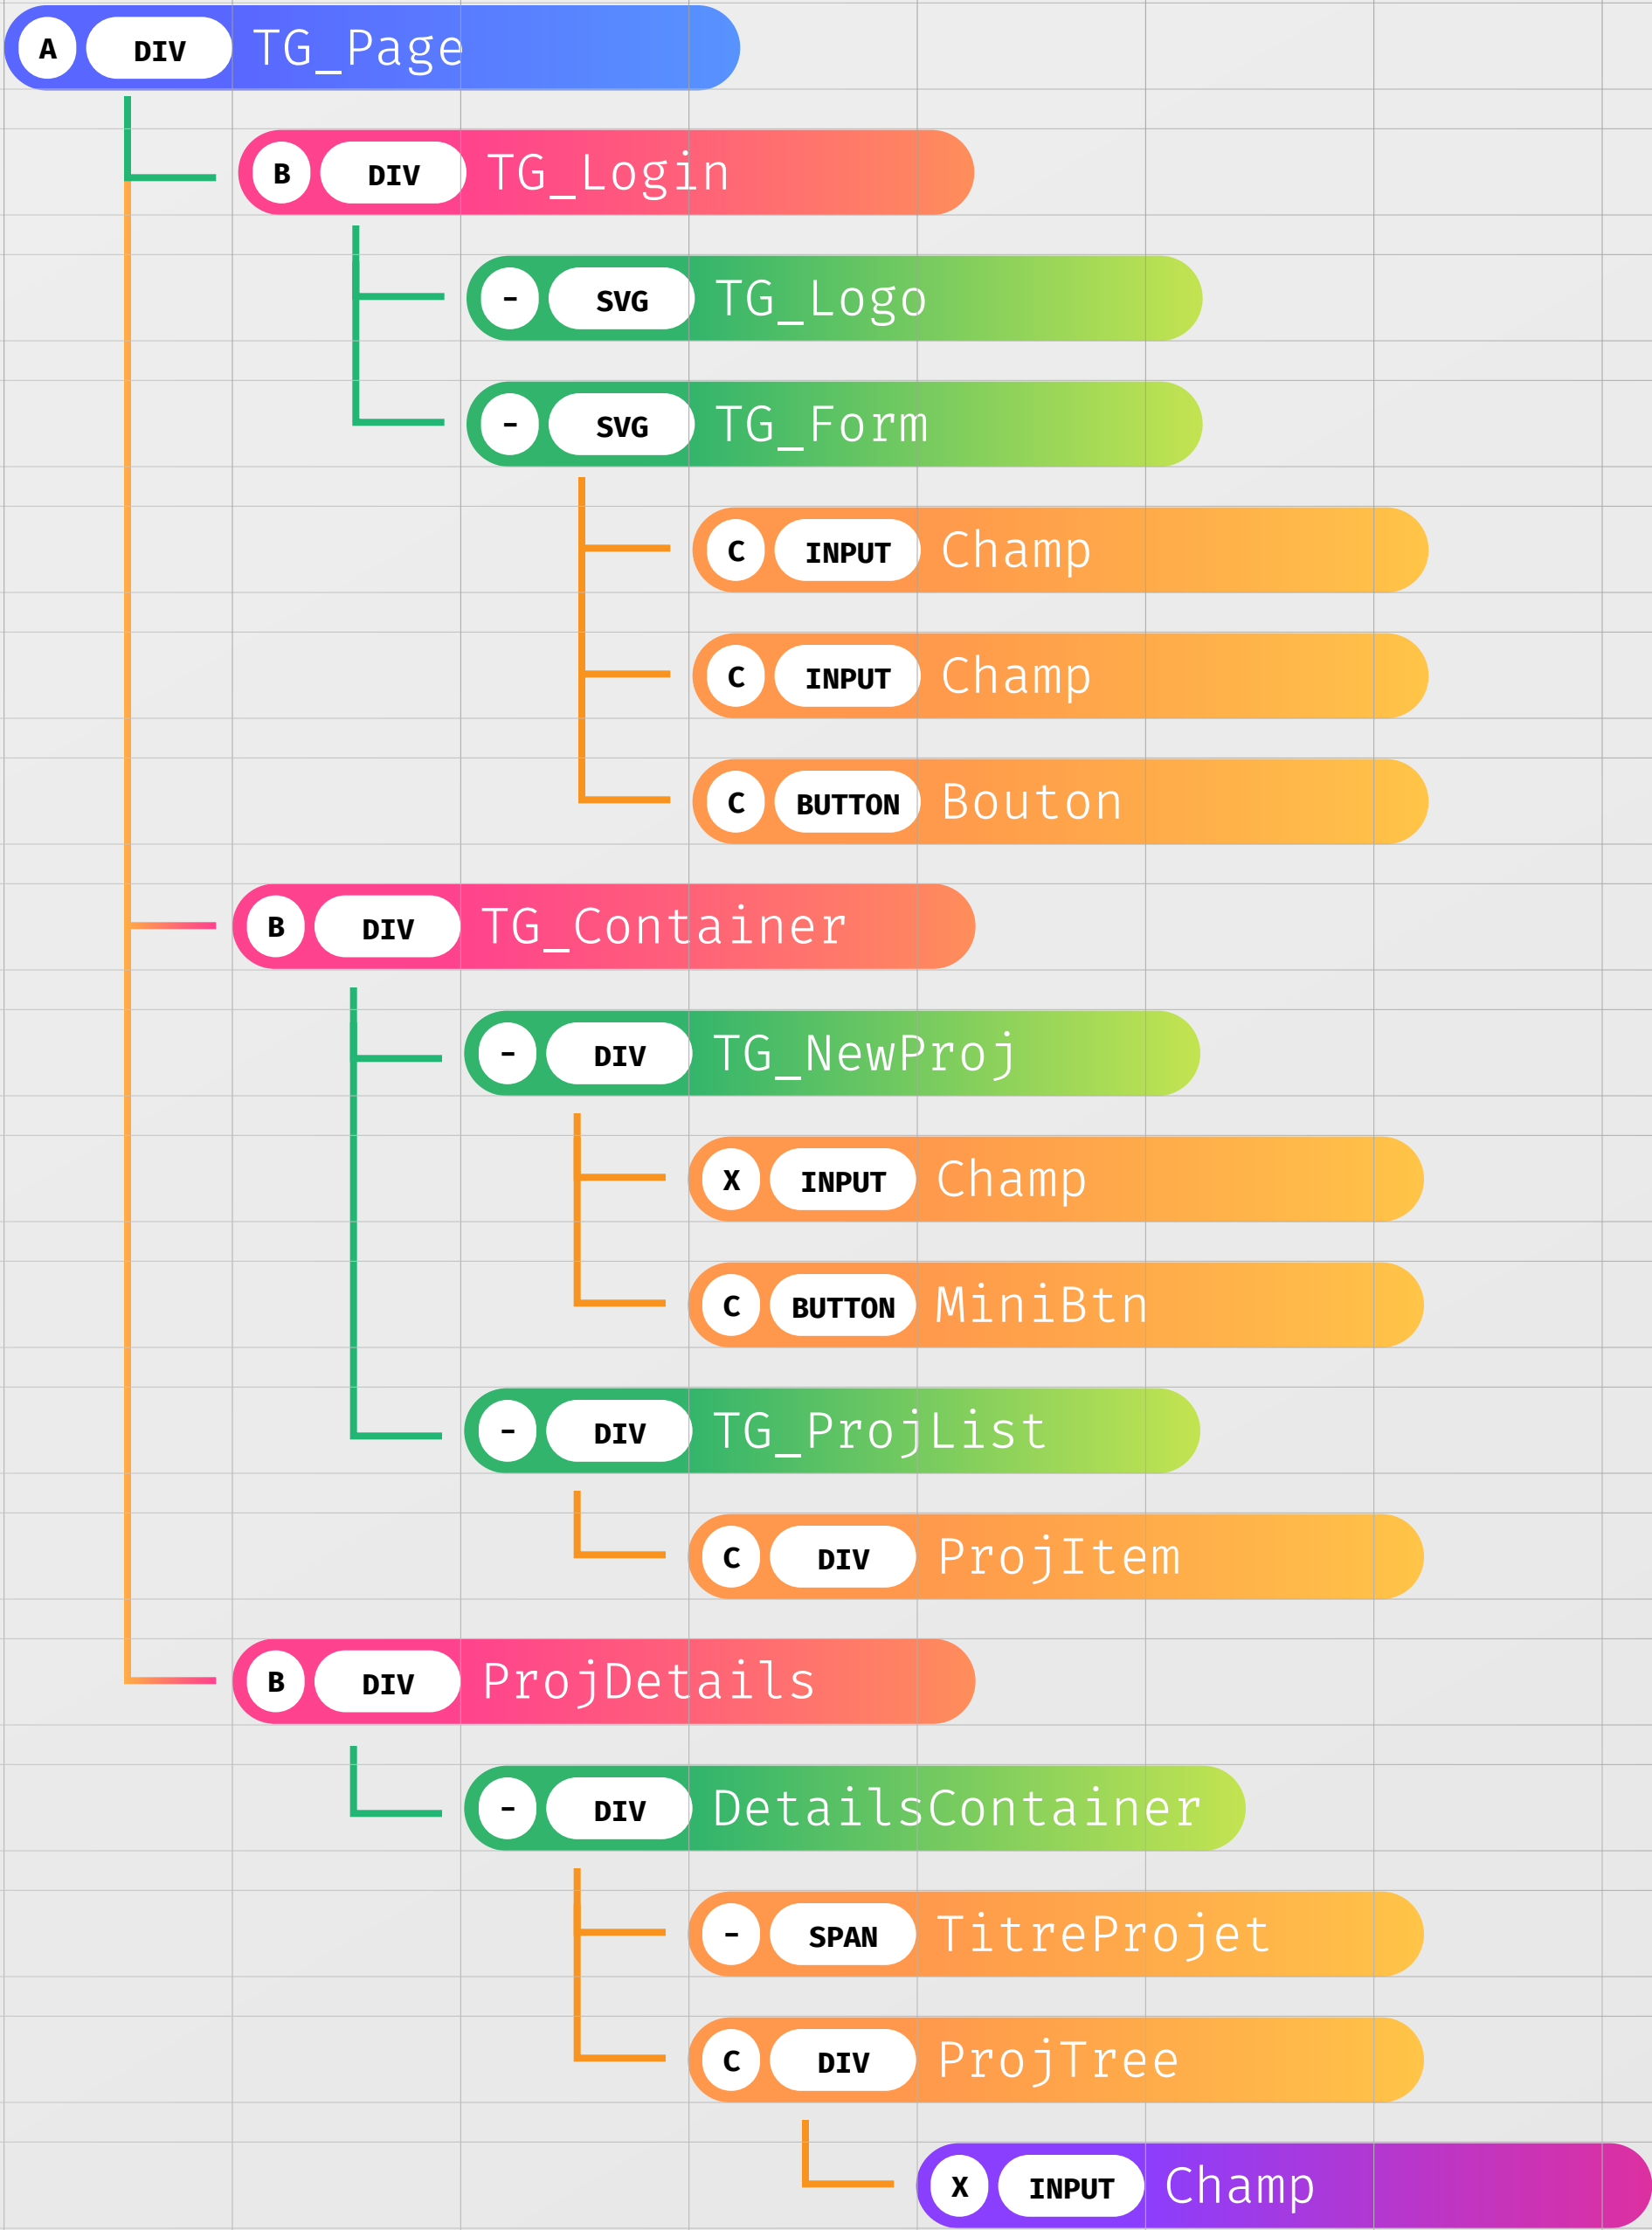 A DIV TG_Page
B DIV TG_Login
- SVG TG_Logo
- SVG TG_Form
C INPUT Champ
C INPUT Champ
C BUTTON Bouton
B DIV TG_Container
- DIV TG_NewProj
X INPUT Champ
C BUTTON MiniBtn
- DIV TG_ProjList
C DIV ProjItem
B DIV ProjDetails
- DIV DetailsContainer
- SPAN TitreProjet
C DIV ProjTree
X INPUT Champ